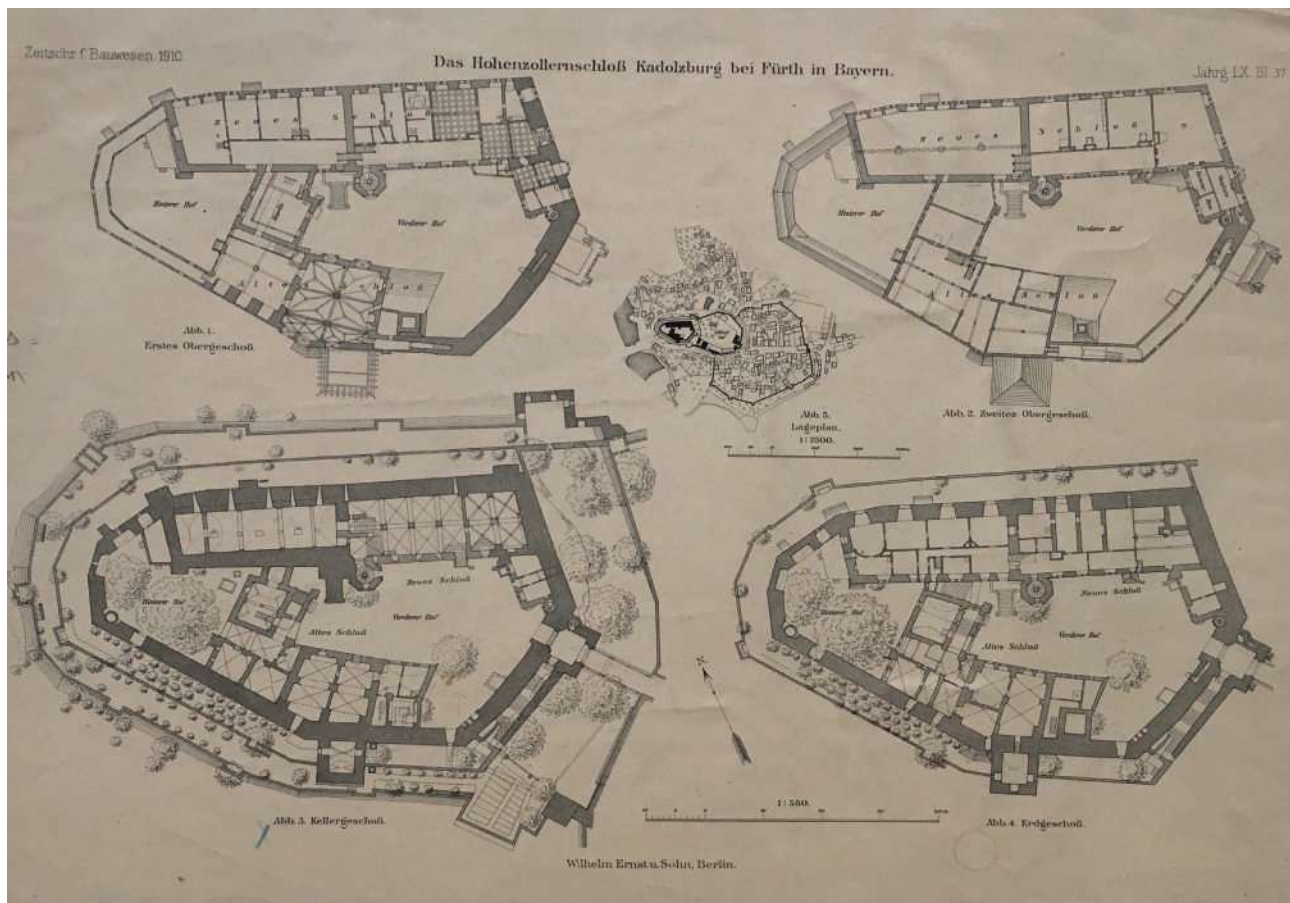 Zeitschr. f. Bauwesen. 1910
Das Hohenzollernschloß Kadolzburg bei Fürth in Bayern.
Jahrg. LX. Bl. 37
Neues Schloß
Hinterer Hof
Vorderer Hof
Altes Schloß
Abb. 1.
Erstes Obergeschoß.
Neues Schloß
Hinterer Hof
Vorderer Hof
Altes Schloß
Abb. 2. Zweites Obergeschoß.
Abb. 5.
Lageplan.
1:2500.
Neues Schloß
Hinterer Hof
Vorderer Hof
Altes Schloß
Abb. 3. Kellergeschoß.
N
1:580.
Neues Schloß
Hinterer Hof
Vorderer Hof
Altes Schloß
Abb. 4. Erdgeschoß.
Wilhelm Ernst u. Sohn, Berlin.